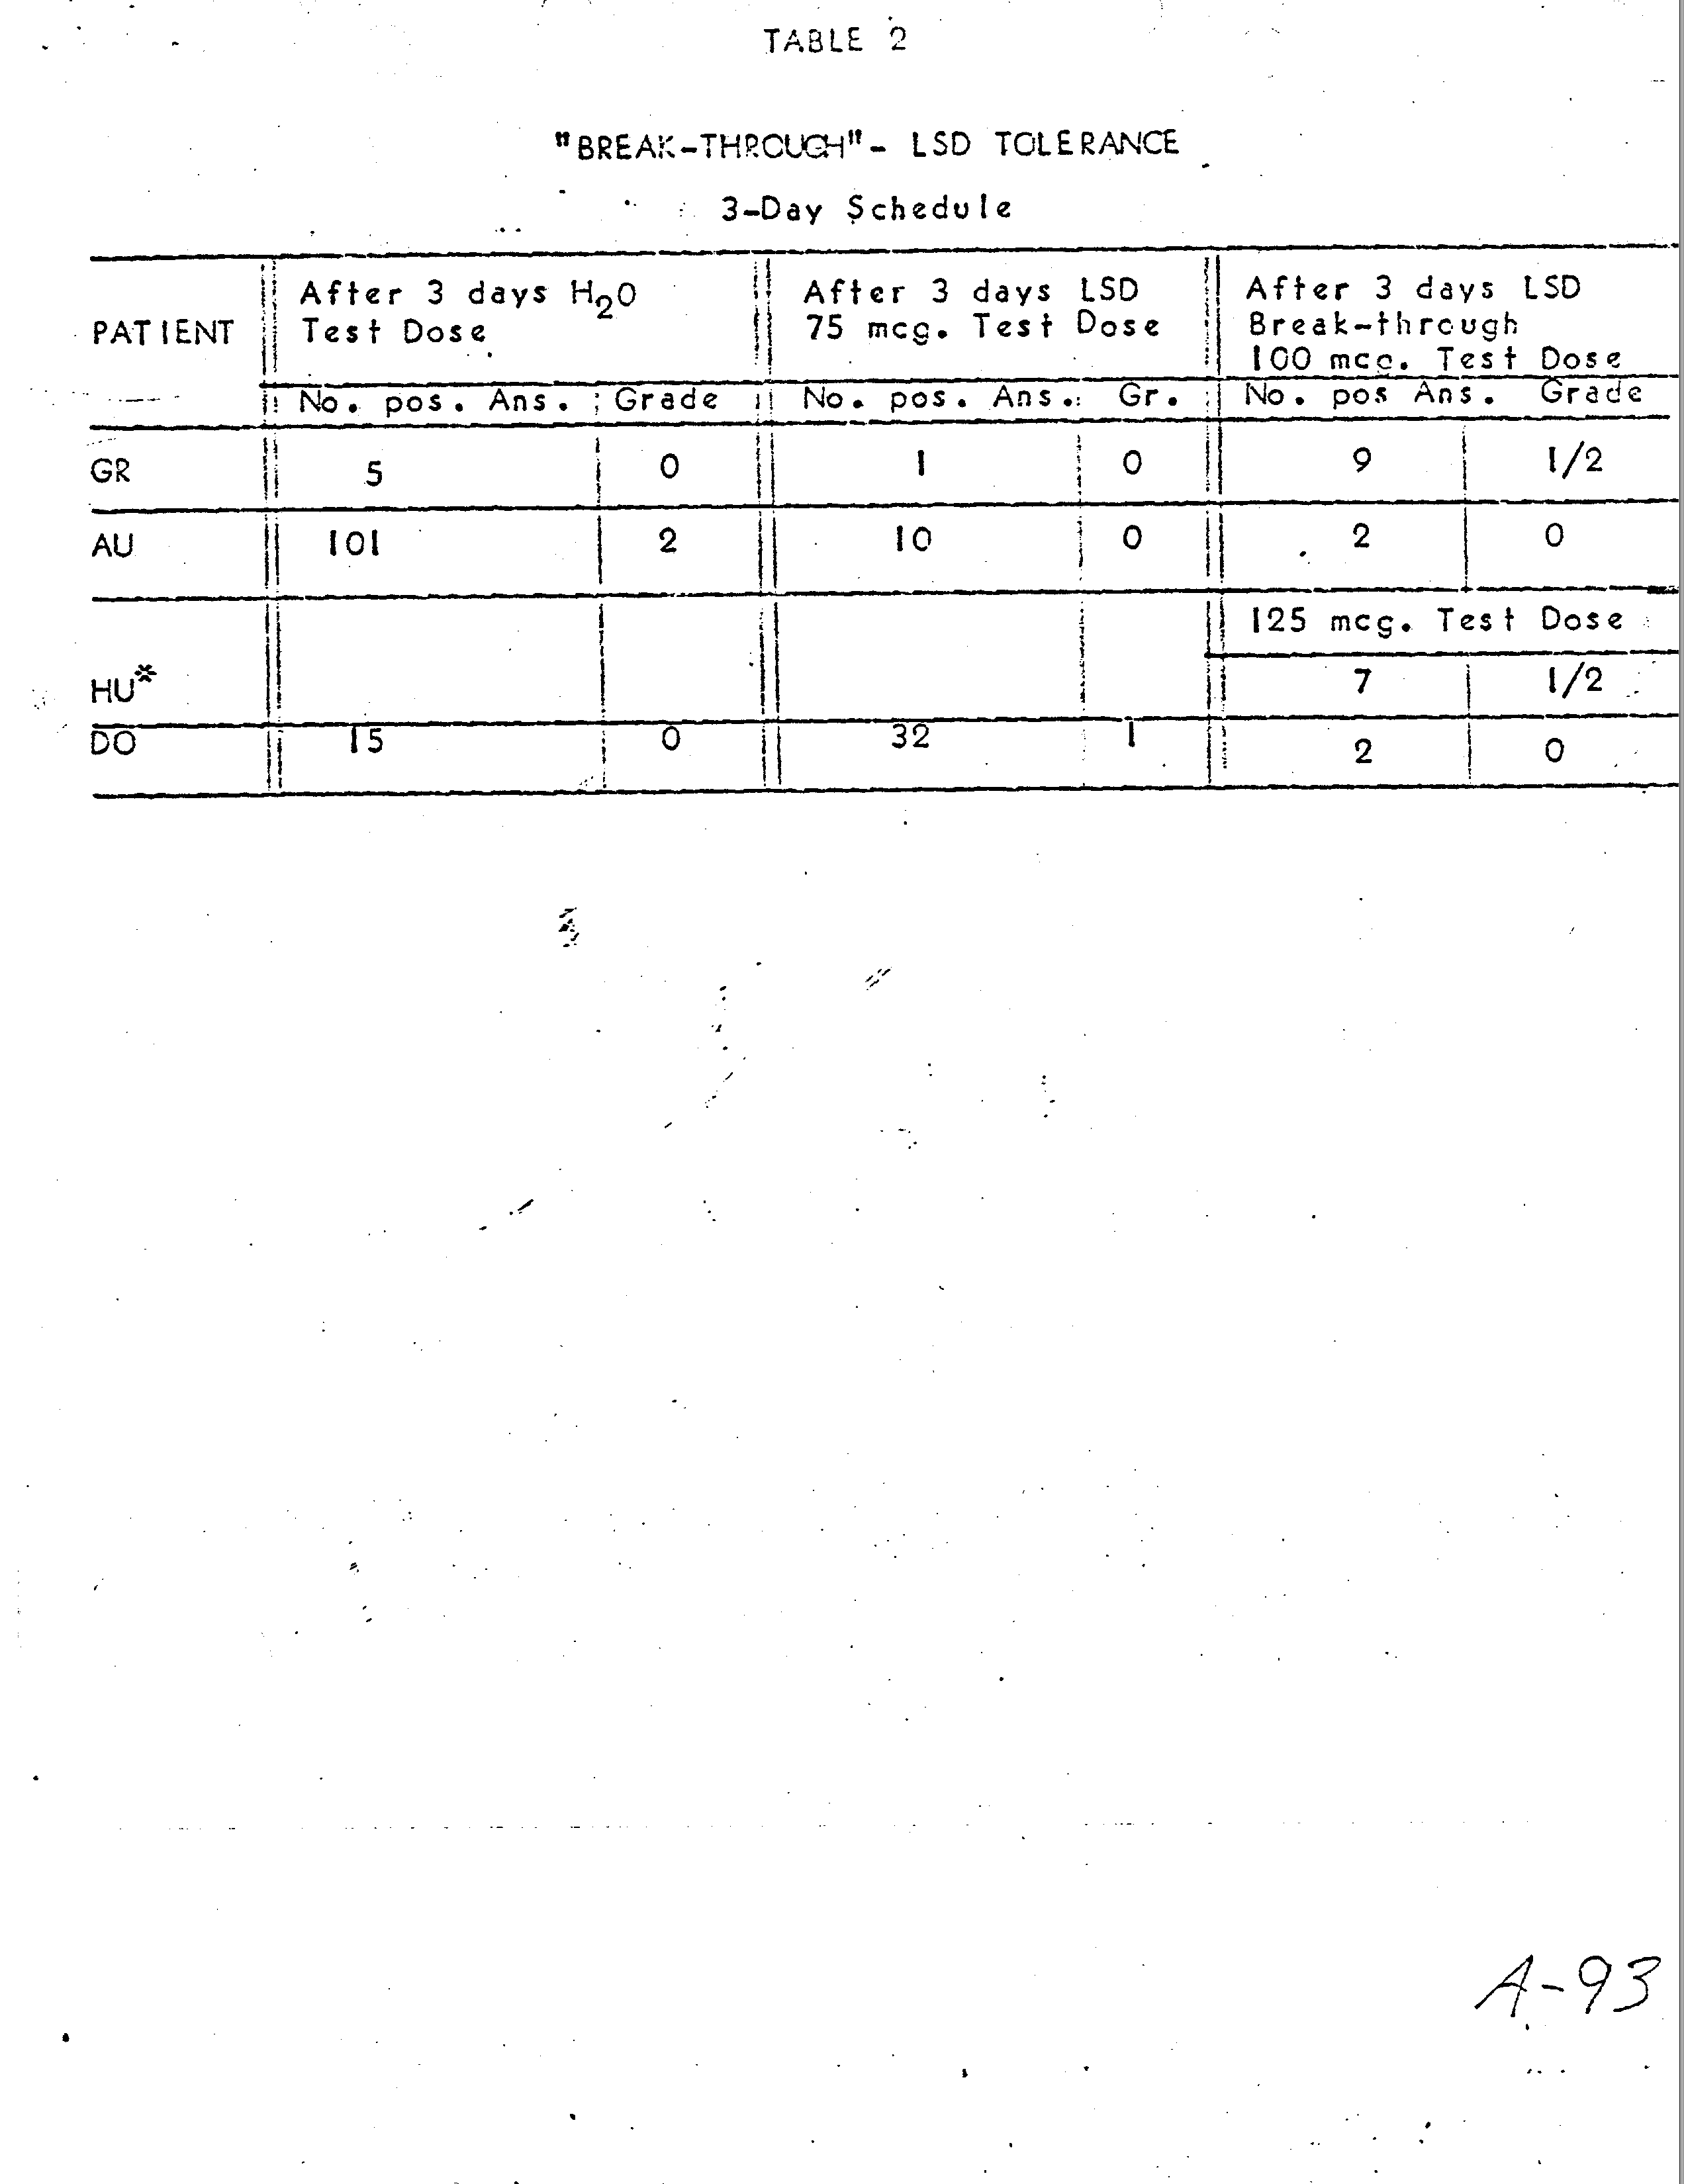 TABLE 2
"BREAK-THROUGH"- LSD TOLERANCE
3-Day Schedule
PATIENT
After 3 days H2O
Test Dose
After 3 days LSD
75 mcg. Test Dose
After 3 days LSD
Break-through
100 mcg. Test Dose
No. pos. Ans. Grade No. pos. Ans. Gr. No. pos Ans. Grade
GR 5 0 1 0 9 1/2
AU 101 2 10 0 2 0
125 mcg. Test Dose
HU* 7 1/2
DO 15 0 32 1 2 0
A-93